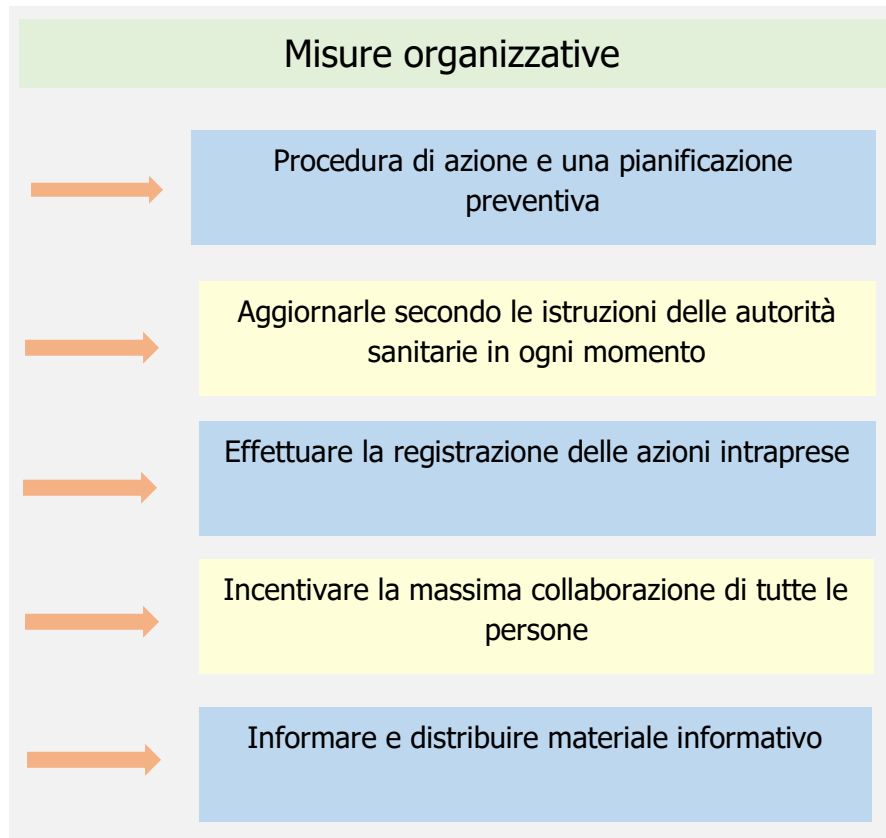 Misure organizzative
Procedura di azione e una pianificazione
preventiva
Aggiornarle secondo le istruzioni delle autorità
sanitarie in ogni momento
Effettuare la registrazione delle azioni intraprese
Incentivare la massima collaborazione di tutte le
persone
Informare e distribuire materiale informativo